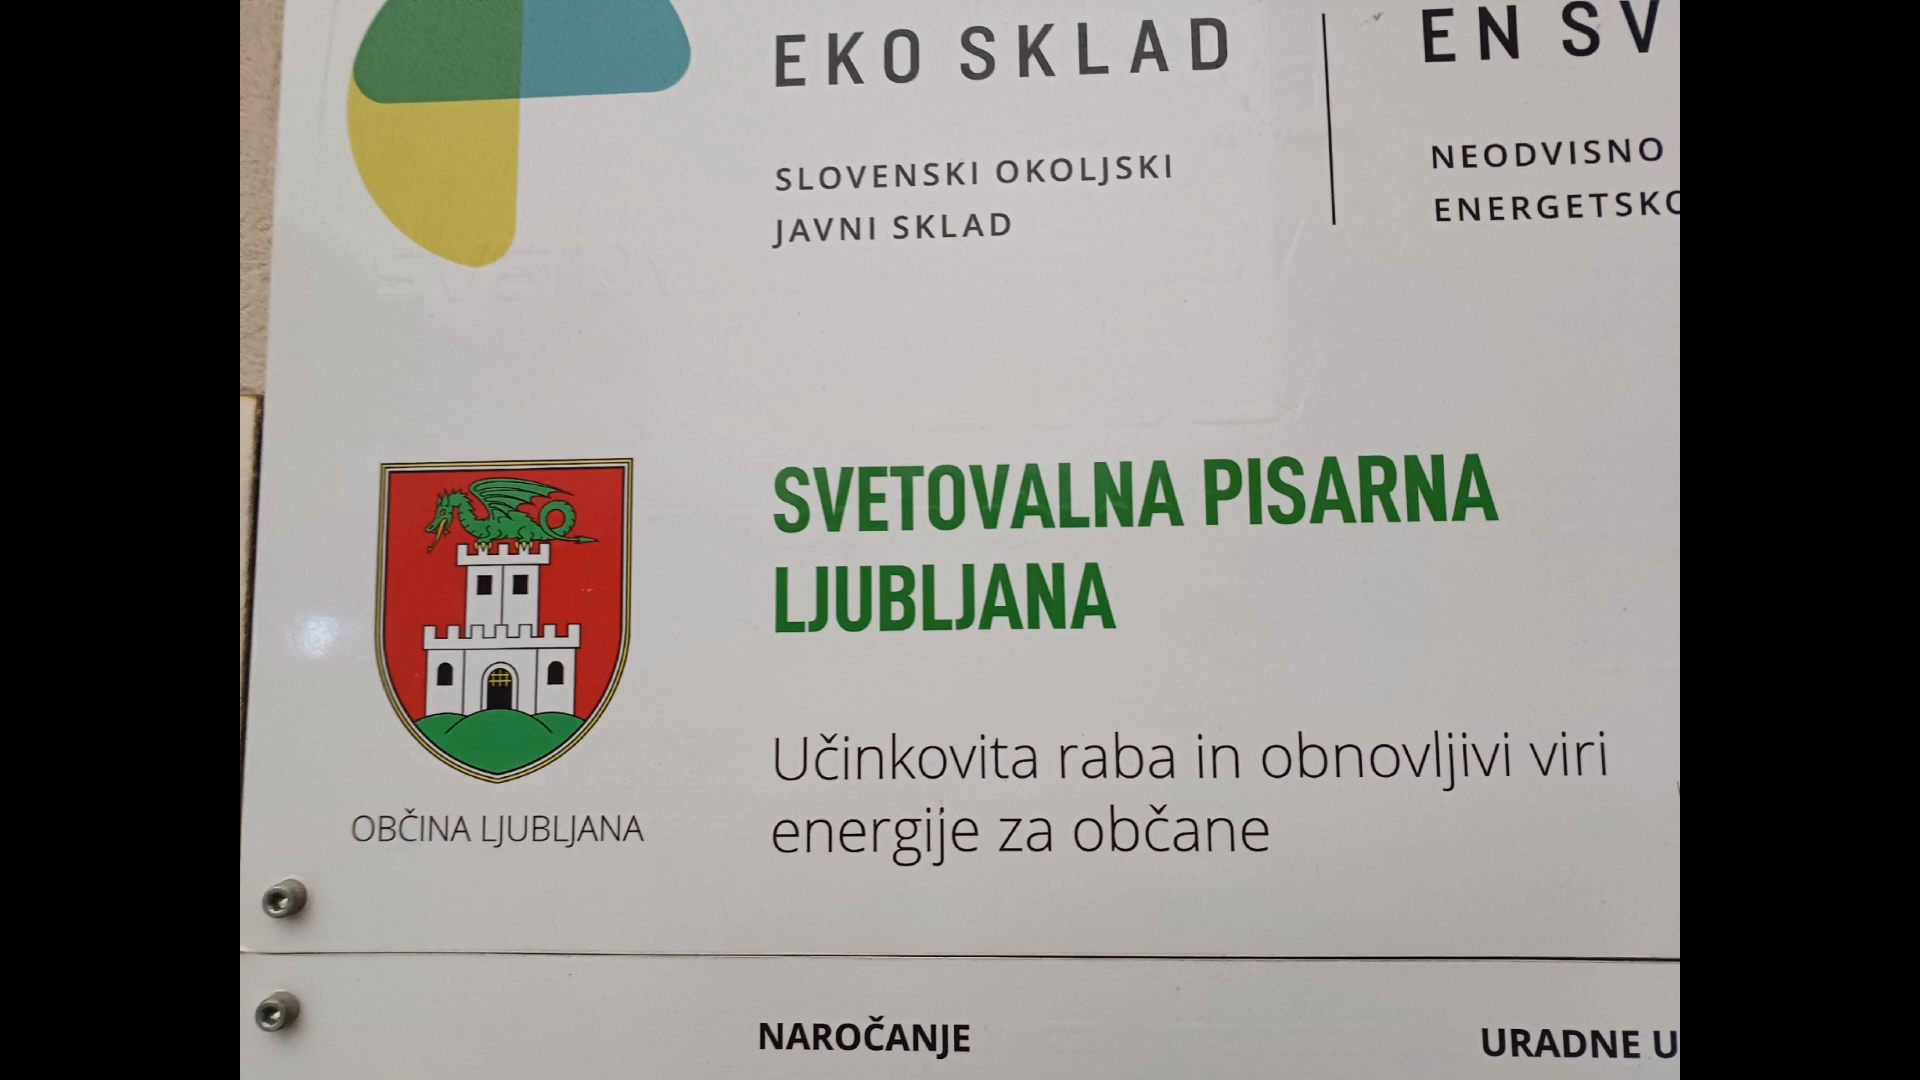 EKO SKLAD
SLOVENSKI OKOLJSKI
JAVNI SKLAD
EN SV
NEODVISNO
ENERGETSKO
SVETOVALNA PISARNA
LJUBLJANA
Učinkovita raba in obnovljivi viri
energije za občane
OBČINA LJUBLJANA
NAROČANJE
URADNE U